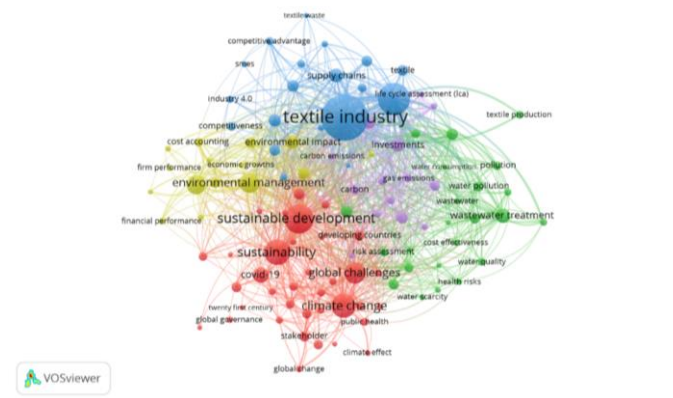 textile waste
competitive advantage
smes
supply chains
textile
life cycle assessment (lca)
industry 4.0
textile industry
textile production
competitiveness
cost accounting
environmental impact
investments
carbon emissions
firm performance
economic growths
water consumption
pollution
gas emissions
environmental management
carbon
water pollution
wastewater
financial performance
sustainable development
wastewater treatment
developing countries
cost effectiveness
sustainability
risk assessment
water quality
covid-19
global challenges
health risks
water scarcity
twenty first century
climate change
global governance
public health
stakeholder
climate effect
global change
VOSviewer